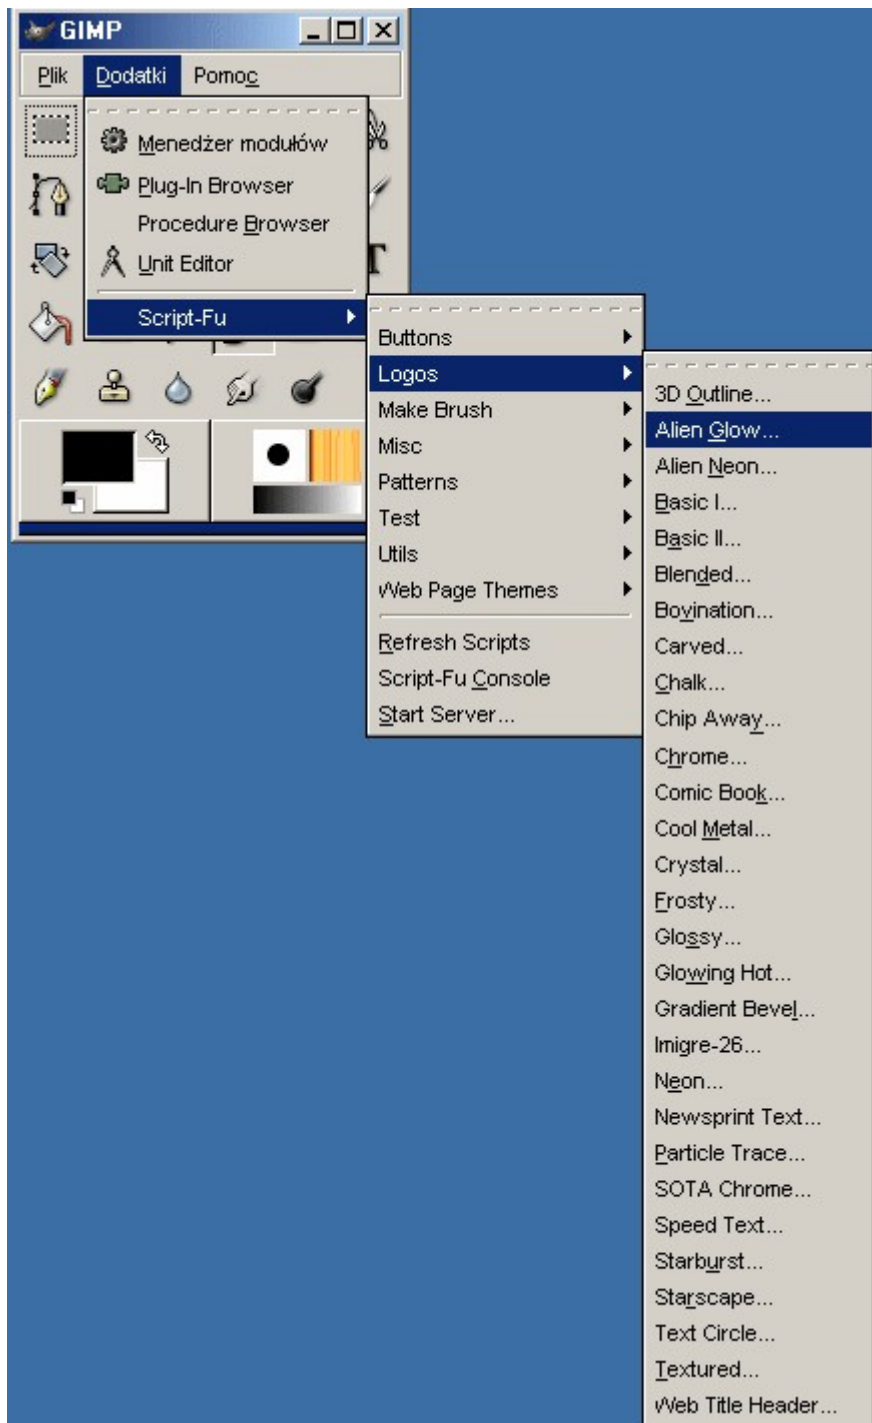 GIMP
Plik Dodatki Pomoc
Menedżer modułów
Plug-In Browser
Procedure Browser
Unit Editor
Script-Fu
Buttons
Logos
Make Brush
Misc
Patterns
Test
Utils
Web Page Themes
Refresh Scripts
Script-Fu Console
Start Server...
3D Outline...
Alien Glow...
Alien Neon...
Basic I...
Basic II...
Blended...
Bovination...
Carved...
Chalk...
Chip Away...
Chrome...
Comic Book...
Cool Metal...
Crystal...
Frosty...
Glossy...
Glowing Hot...
Gradient Bevel...
Imigre-26...
Neon...
Newsprint Text...
Particle Trace...
SOTA Chrome...
Speed Text...
Starburst...
Starscape...
Text Circle...
Textured...
Web Title Header...